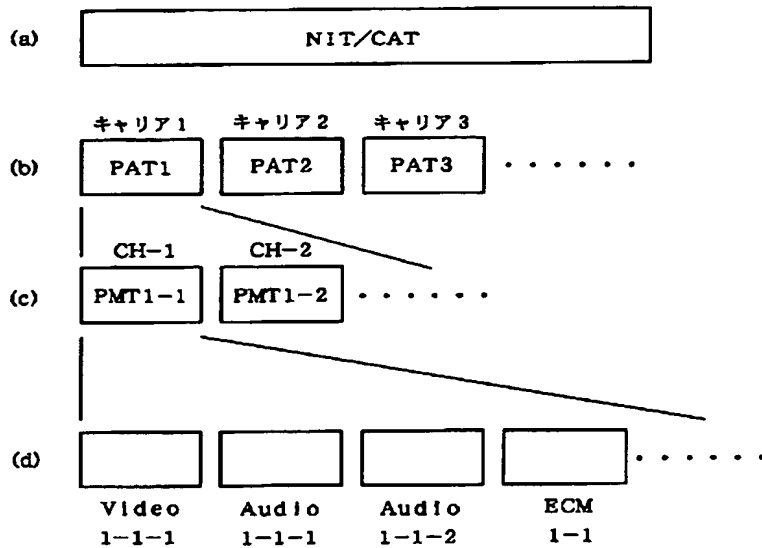 (a) NIT/CAT
キャリア1 キャリア2 キャリア3
(b) PAT1 PAT2 PAT3 ・・・・・・
CH-1 CH-2
(c) PMT1-1 PMT1-2 ・・・・・・
(d) ・・・・・・
Video Audio Audio ECM
1-1-1 1-1-1 1-1-2 1-1